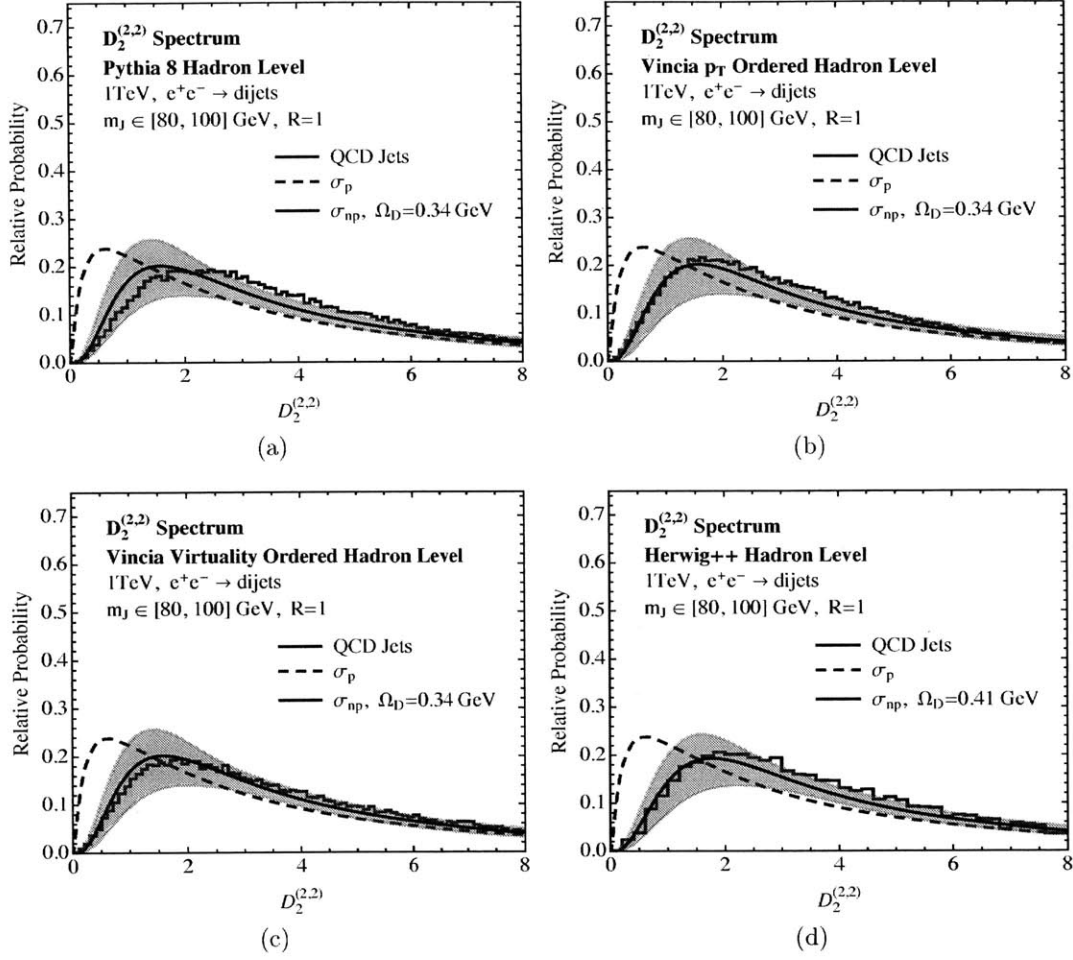 D₂^(2,2) Spectrum
Pythia 8 Hadron Level
1TeV, e⁺e⁻ → dijets
m_J ∈ [80, 100] GeV, R=1
QCD Jets
σ_p
σ_np, Ω_D=0.34 GeV
Relative Probability
0.7
0.6
0.5
0.4
0.3
0.2
0.1
0.0
0 2 4 6 8
D₂^(2,2)
(a)
D₂^(2,2) Spectrum
Vincia p_T Ordered Hadron Level
1TeV, e⁺e⁻ → dijets
m_J ∈ [80, 100] GeV, R=1
QCD Jets
σ_p
σ_np, Ω_D=0.34 GeV
Relative Probability
0.7
0.6
0.5
0.4
0.3
0.2
0.1
0.0
0 2 4 6 8
D₂^(2,2)
(b)
D₂^(2,2) Spectrum
Vincia Virtuality Ordered Hadron Level
1TeV, e⁺e⁻ → dijets
m_J ∈ [80, 100] GeV, R=1
QCD Jets
σ_p
σ_np, Ω_D=0.34 GeV
Relative Probability
0.7
0.6
0.5
0.4
0.3
0.2
0.1
0.0
0 2 4 6 8
D₂^(2,2)
(c)
D₂^(2,2) Spectrum
Herwig++ Hadron Level
1TeV, e⁺e⁻ → dijets
m_J ∈ [80, 100] GeV, R=1
QCD Jets
σ_p
σ_np, Ω_D=0.41 GeV
Relative Probability
0.7
0.6
0.5
0.4
0.3
0.2
0.1
0.0
0 2 4 6 8
D₂^(2,2)
(d)